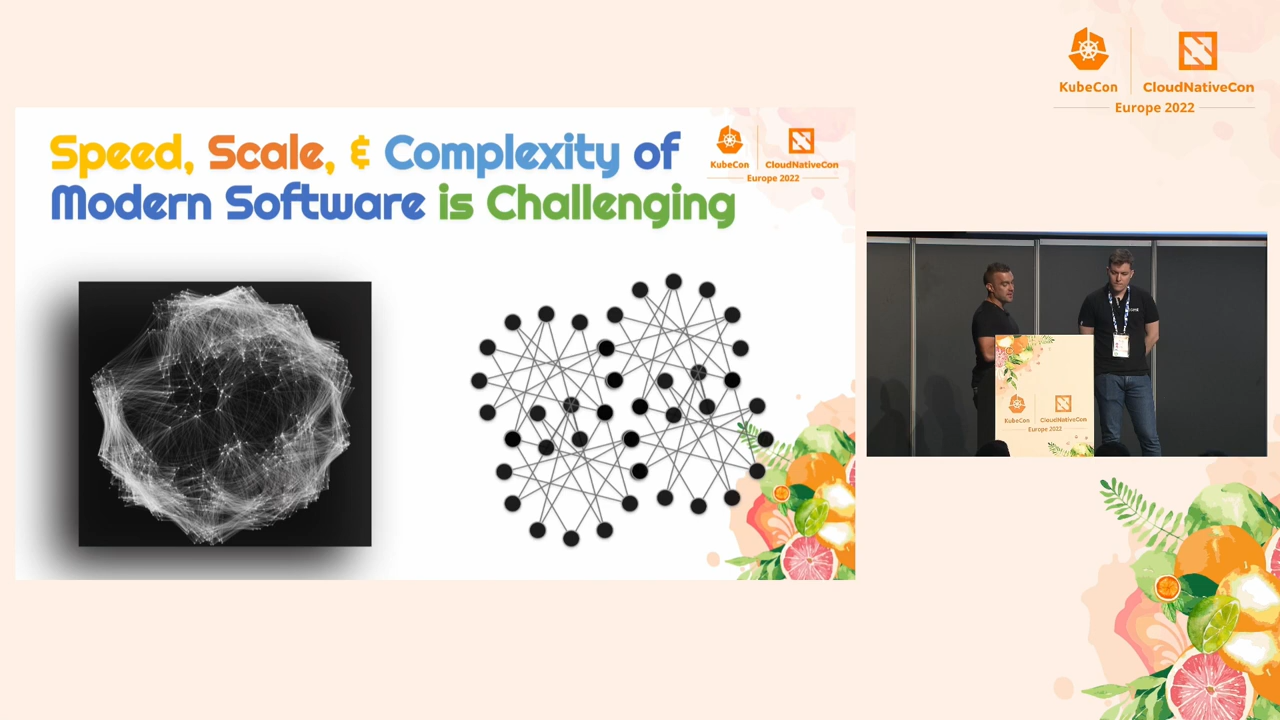 KubeCon
CloudNativeCon
Europe 2022
Speed, Scale, & Complexity of
Modern Software is Challenging
KubeCon
CloudNativeCon
Europe 2022
KubeCon
CloudNativeCon
Europe 2022